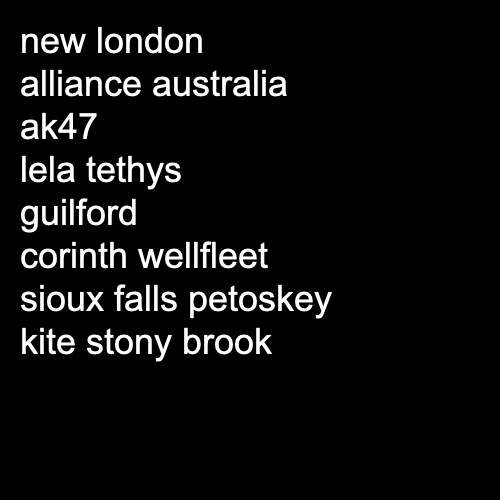 new london
alliance australia
ak47
lela tethys
guilford
corinth wellfleet
sioux falls petoskey
kite stony brook